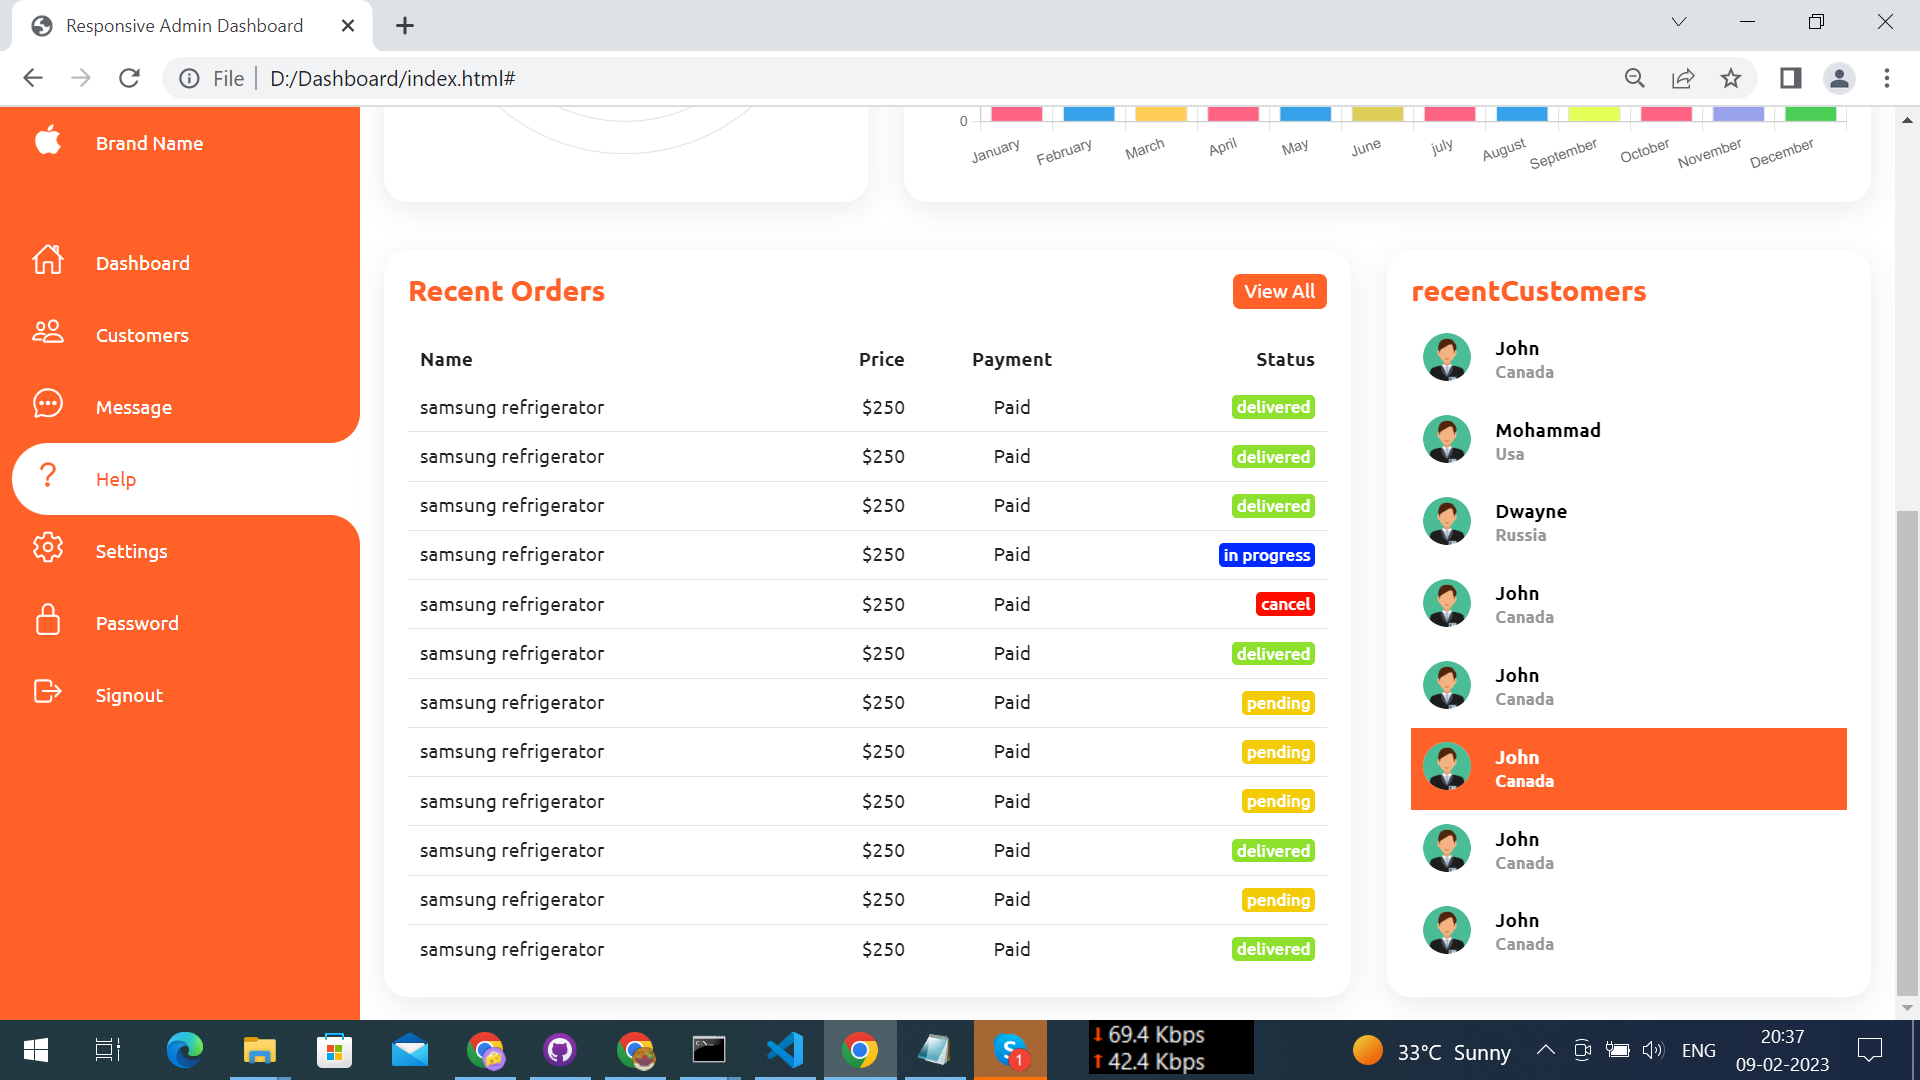 Responsive Admin Dashboard
File D:/Dashboard/index.html#
Brand Name
Dashboard
Customers
Message
Help
Settings
Password
Signout
0
January February March April May June july August September October November December
Recent Orders View All
Name Price Payment Status
samsung refrigerator $250 Paid delivered
samsung refrigerator $250 Paid delivered
samsung refrigerator $250 Paid delivered
samsung refrigerator $250 Paid in progress
samsung refrigerator $250 Paid cancel
samsung refrigerator $250 Paid delivered
samsung refrigerator $250 Paid pending
samsung refrigerator $250 Paid pending
samsung refrigerator $250 Paid pending
samsung refrigerator $250 Paid delivered
samsung refrigerator $250 Paid pending
samsung refrigerator $250 Paid delivered
recentCustomers
John
Canada
Mohammad
Usa
Dwayne
Russia
John
Canada
John
Canada
John
Canada
John
Canada
John
Canada
1
69.4 Kbps
42.4 Kbps
33°C Sunny
ENG
20:37
09-02-2023